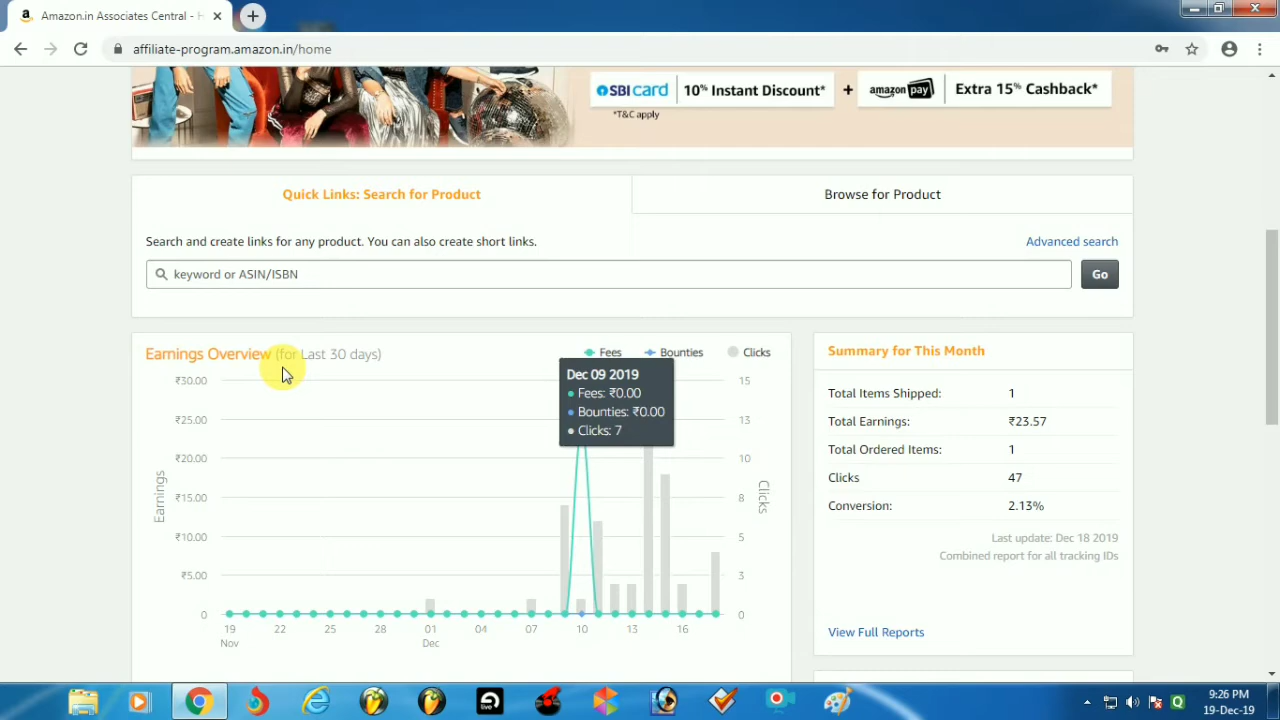 Amazon.in Associates Central - H
affiliate-program.amazon.in/home
SBI card 10% Instant Discount* + amazon pay Extra 15% Cashback*
*T&C apply
Quick Links: Search for Product
Browse for Product
Search and create links for any product. You can also create short links.
Advanced search
keyword or ASIN/ISBN
Go
Earnings Overview (for Last 30 days)
Fees Bounties Clicks
Dec 09 2019
Fees: ₹0.00
Bounties: ₹0.00
Clicks: 7
₹30.00
₹25.00
₹20.00
₹15.00
₹10.00
₹5.00
0
Earnings
15
13
10
8
5
3
0
Clicks
19 22 25 28 01 04 07 10 13 16
Nov Dec
Summary for This Month
Total Items Shipped: 1
Total Earnings: ₹23.57
Total Ordered Items: 1
Clicks 47
Conversion: 2.13%
Last update: Dec 18 2019
Combined report for all tracking IDs
View Full Reports
live
9:26 PM
19-Dec-19